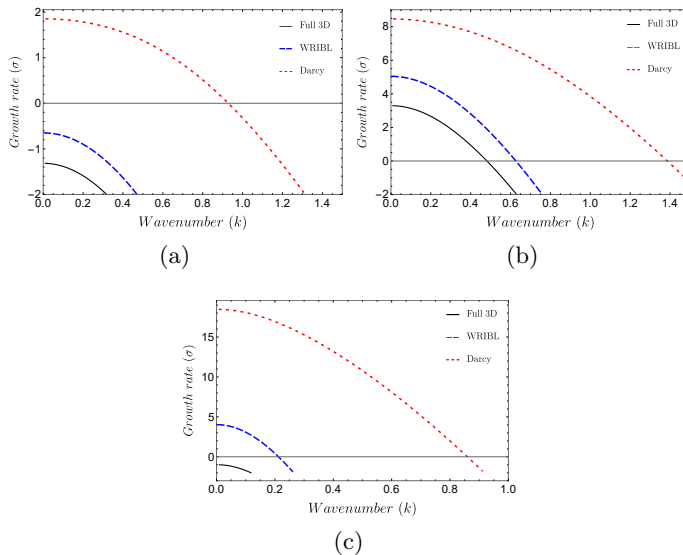 2
1
0
−1
−2
0.0 0.2 0.4 0.6 0.8 1.0 1.2 1.4
Growth rate (σ)
Wavenumber (k)
Full 3D
WRIBL
Darcy
(a)
8
6
4
2
0
−2
0.0 0.2 0.4 0.6 0.8 1.0 1.2 1.4
Growth rate (σ)
Wavenumber (k)
Full 3D
WRIBL
Darcy
(b)
15
10
5
0
0.0 0.2 0.4 0.6 0.8 1.0
Growth rate (σ)
Wavenumber (k)
Full 3D
WRIBL
Darcy
(c)